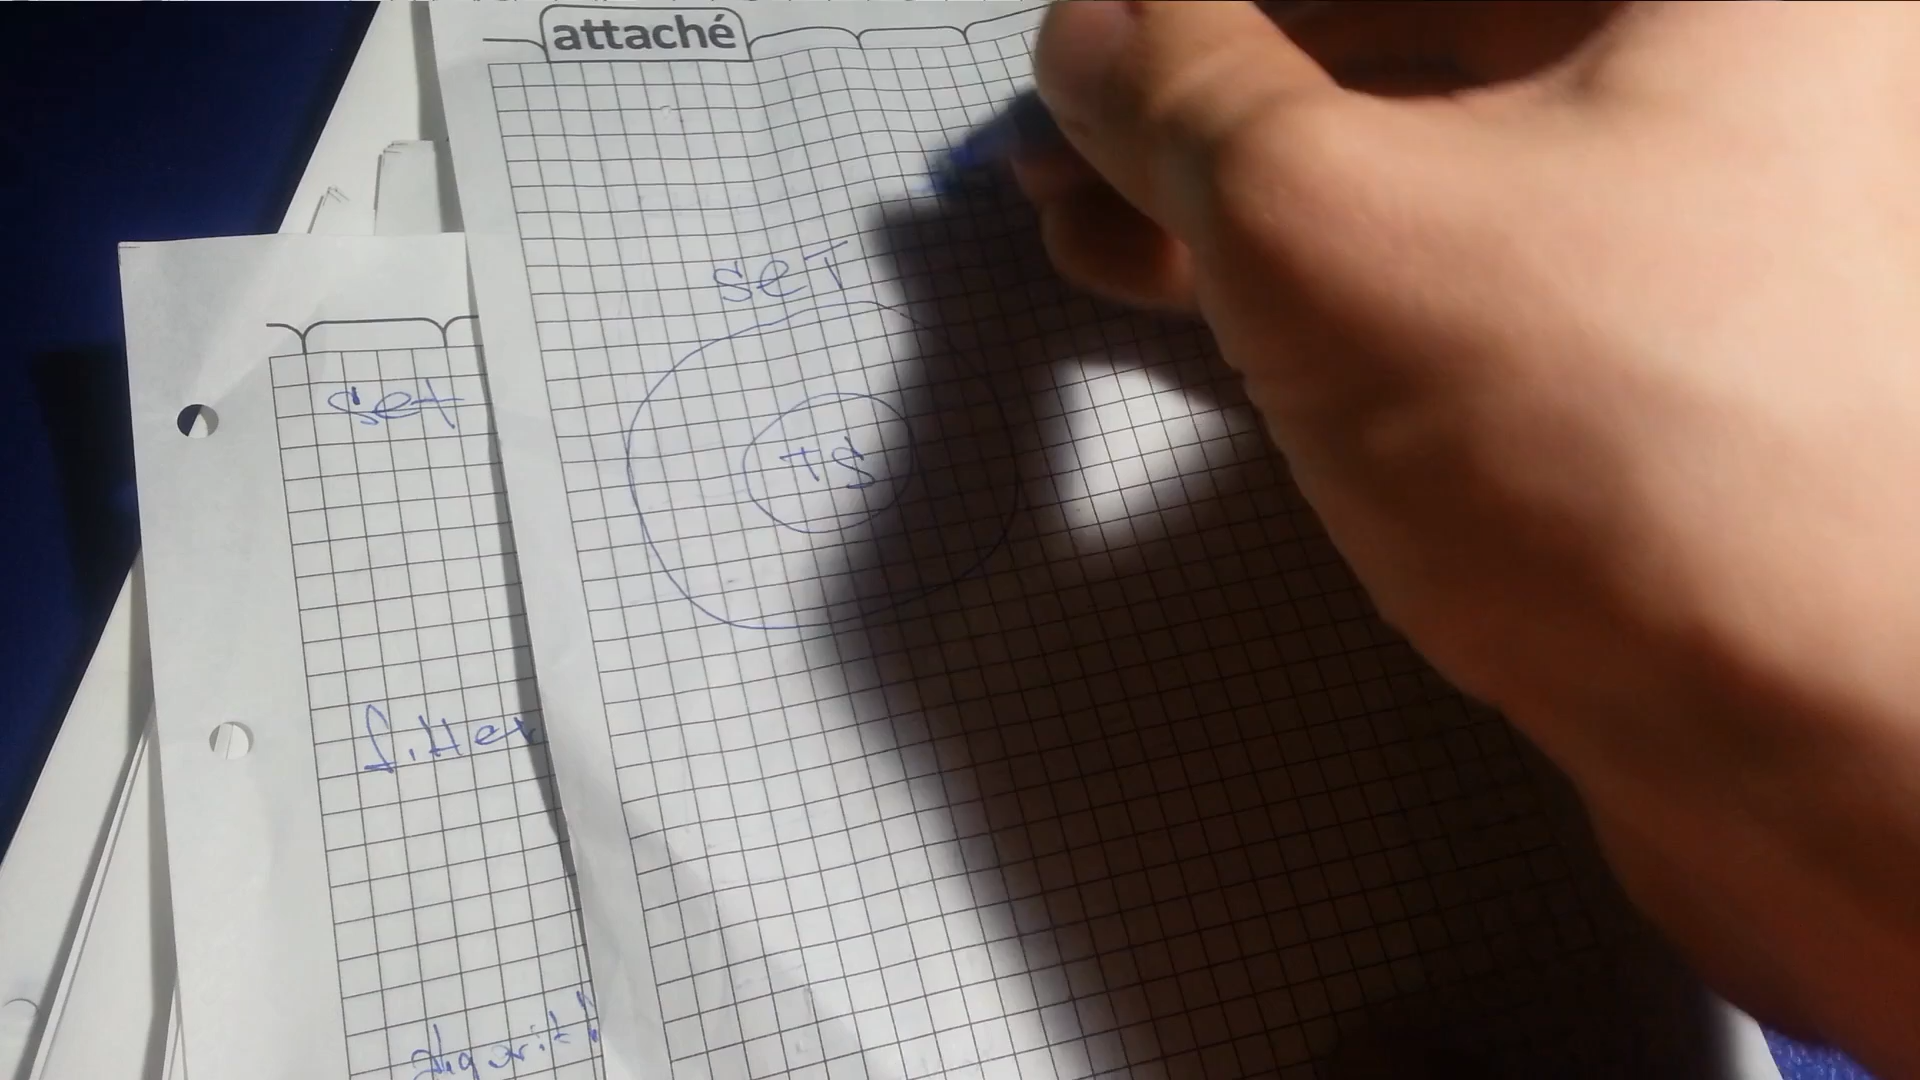 attaché
set
TS
set
filter